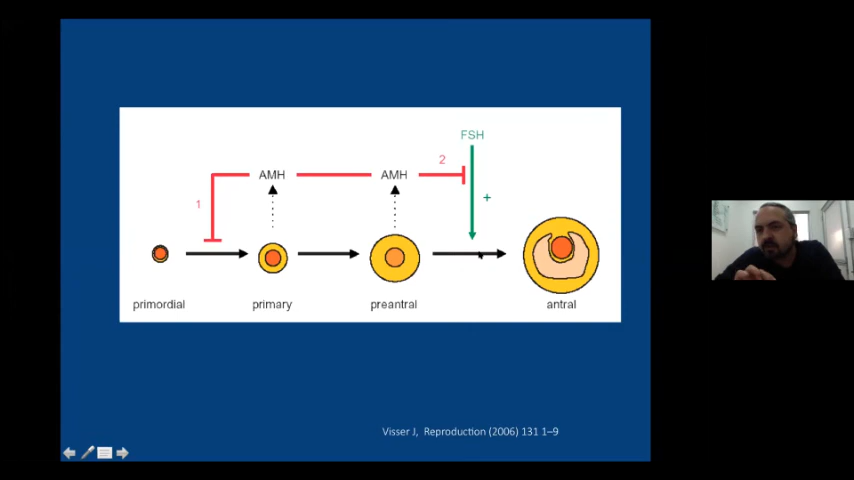 FSH
2
AMH
AMH
1
+
primordial
primary
preantral
antral
Visser J, Reproduction (2006) 131 1–9